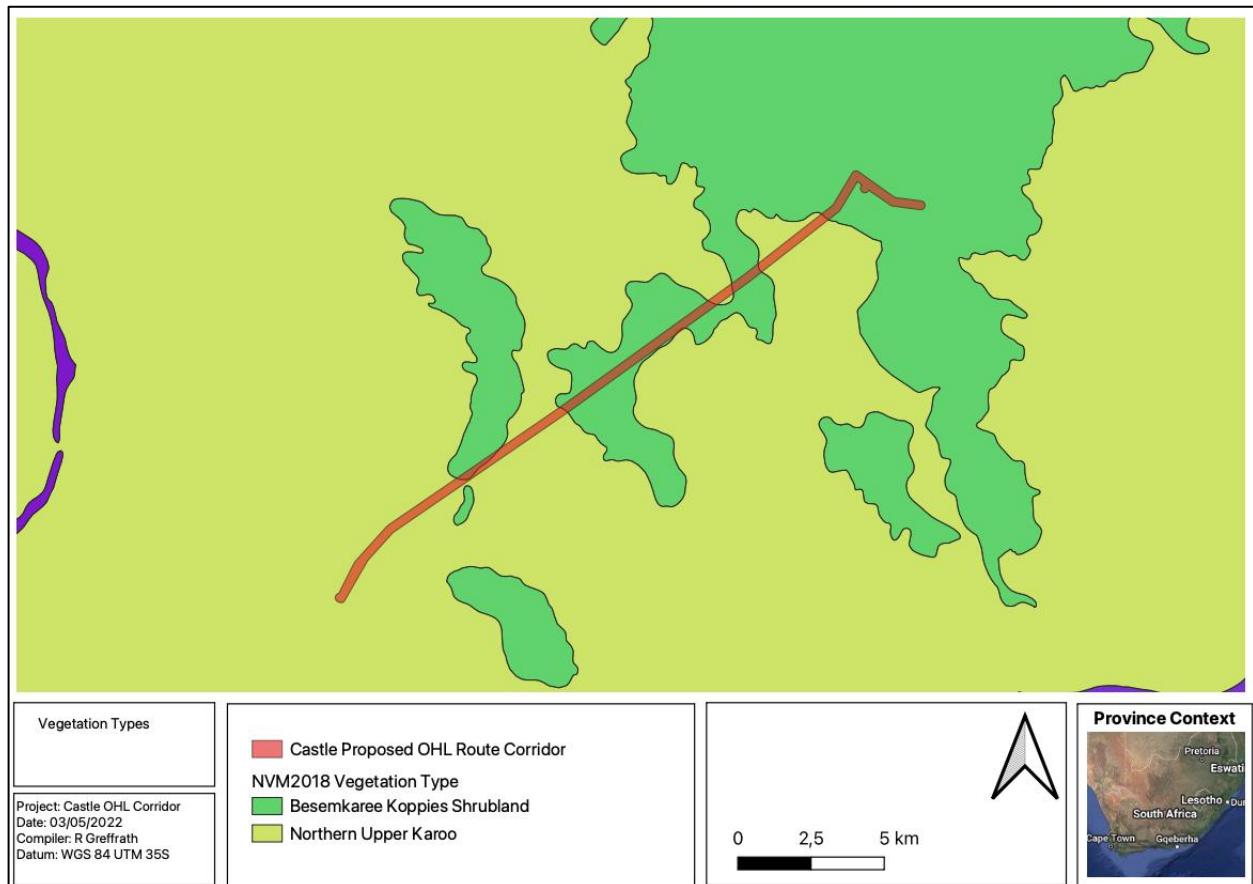 Vegetation Types
Project: Castle OHL Corridor
Date: 03/05/2022
Compiler: R Greffrath
Datum: WGS 84 UTM 35S
Castle Proposed OHL Route Corridor
NVM2018 Vegetation Type
Besemkaree Koppies Shrubland
Northern Upper Karoo
0 2,5 5 km
Province Context
Pretoria
Eswati
Lesotho
Dur
South Africa
Cape Town
Gqeberha